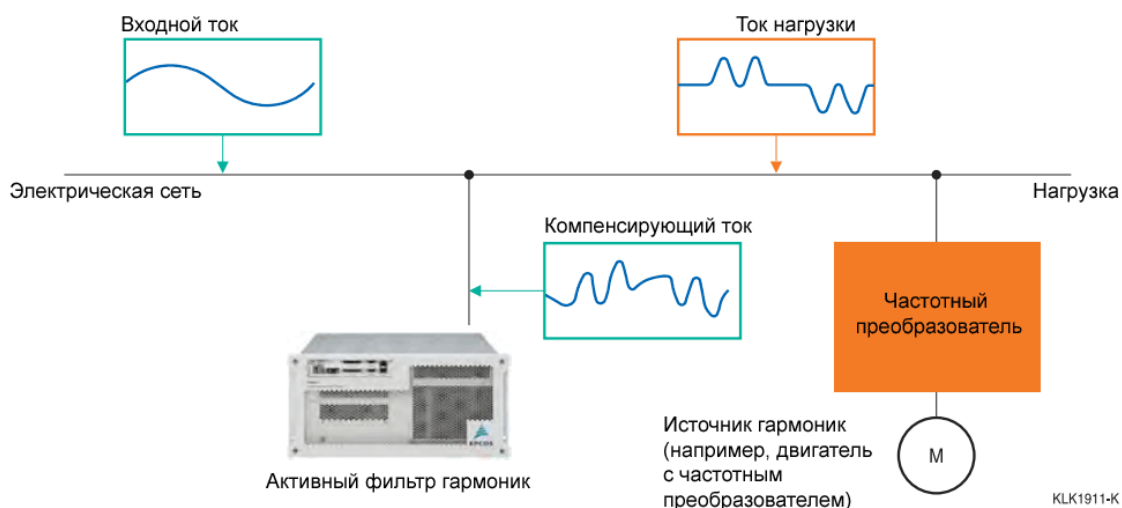 Входной ток
Ток нагрузки
Электрическая сеть
Нагрузка
Компенсирующий ток
Частотный
преобразователь
EPCOS
Источник гармоник
(например, двигатель
с частотным
преобразователем)
M
Активный фильтр гармоник
KLK1911-K